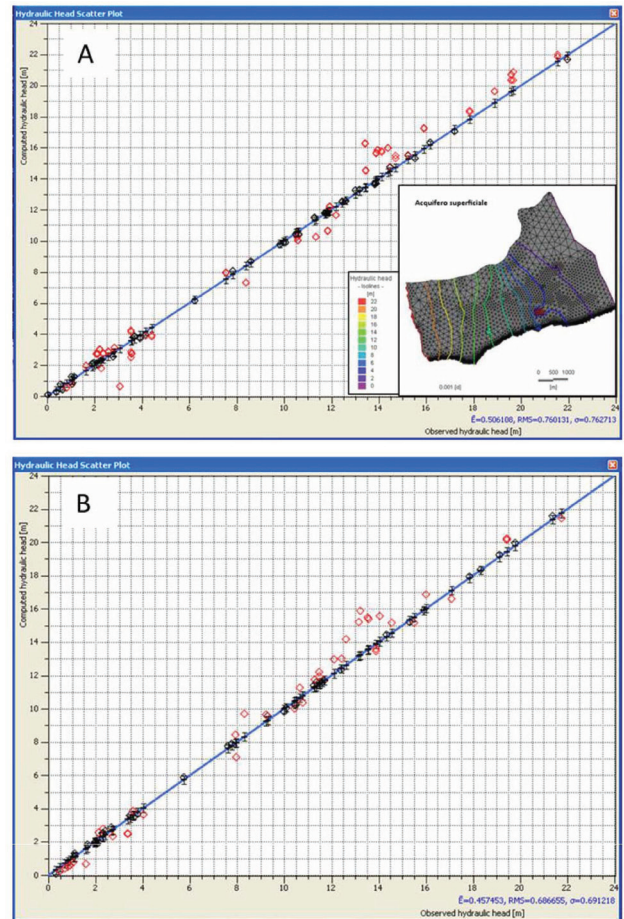 Hydraulic Head Scatter Plot
A
Computed hydraulic head [m]
24
22
20
18
16
14
12
10
8
6
4
2
0
0 2 4 6 8 10 12 14 16 18 20 22 24
Observed hydraulic head [m]
Ē=0.506108, RMS=0.760131, σ=0.762713
Acquifero superficiale
Hydraulic head
- Isolines -
[m]
22
20
18
16
14
12
10
8
6
4
2
0
0.001 [d]
0 500 1000
[m]
Hydraulic Head Scatter Plot
B
Computed hydraulic head [m]
24
22
20
18
16
14
12
10
8
6
4
2
0
0 2 4 6 8 10 12 14 16 18 20 22 24
Observed hydraulic head [m]
Ē=0.457453, RMS=0.686655, σ=0.691218